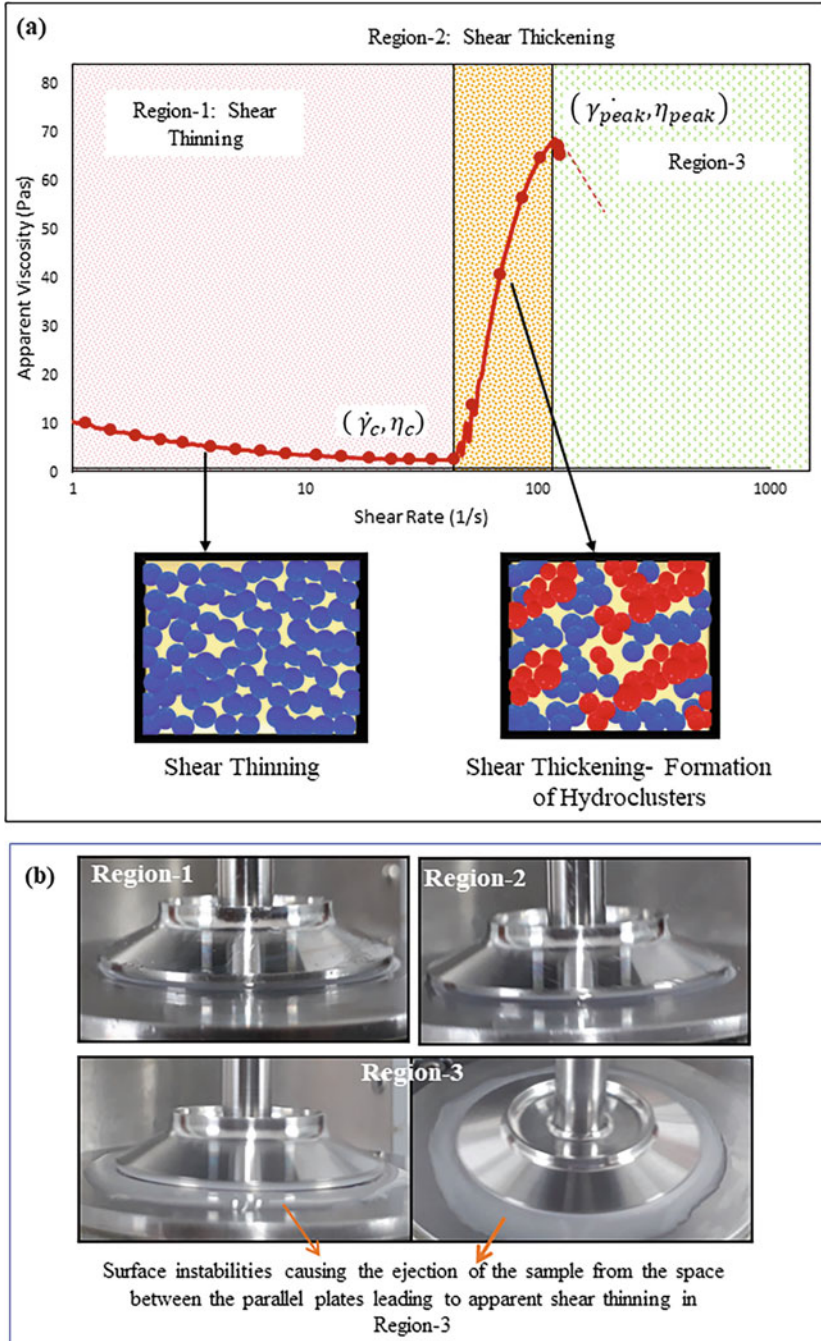 (a)
Region-2: Shear Thickening
80
70
60
50
40
30
20
10
0
Apparent Viscosity (Pas)
Region-1: Shear
Thinning
(γ̇peak, ηpeak)
Region-3
(γ̇c, ηc)
1 10 100 1000
Shear Rate (1/s)
Shear Thinning
Shear Thickening- Formation
of Hydroclusters
(b)
Region-1
Region-2
Region-3
Surface instabilities causing the ejection of the sample from the space
between the parallel plates leading to apparent shear thinning in
Region-3